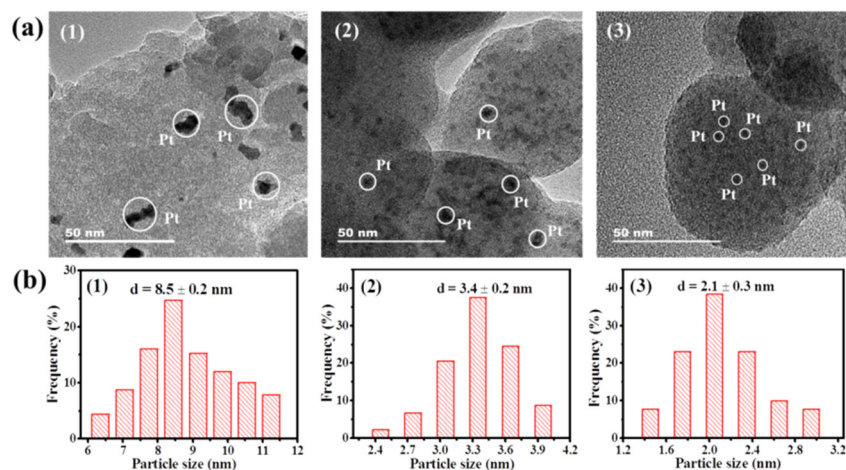 (a)
(1)
Pt
Pt
Pt
Pt
50 nm
(2)
Pt
Pt
Pt
Pt
Pt
50 nm
(3)
Pt
Pt
Pt
Pt
Pt
Pt
50 nm
(b)
(1)
d = 8.5 ± 0.2 nm
Frequency (%)
30
20
10
0
6 7 8 9 10 11 12
Particle size (nm)
(2)
d = 3.4 ± 0.2 nm
Frequency (%)
40
30
20
10
0
2.4 2.7 3.0 3.3 3.6 3.9 4.2
Particle size (nm)
(3)
d = 2.1 ± 0.3 nm
Frequency (%)
40
30
20
10
0
1.2 1.6 2.0 2.4 2.8 3.2
Particle size (nm)